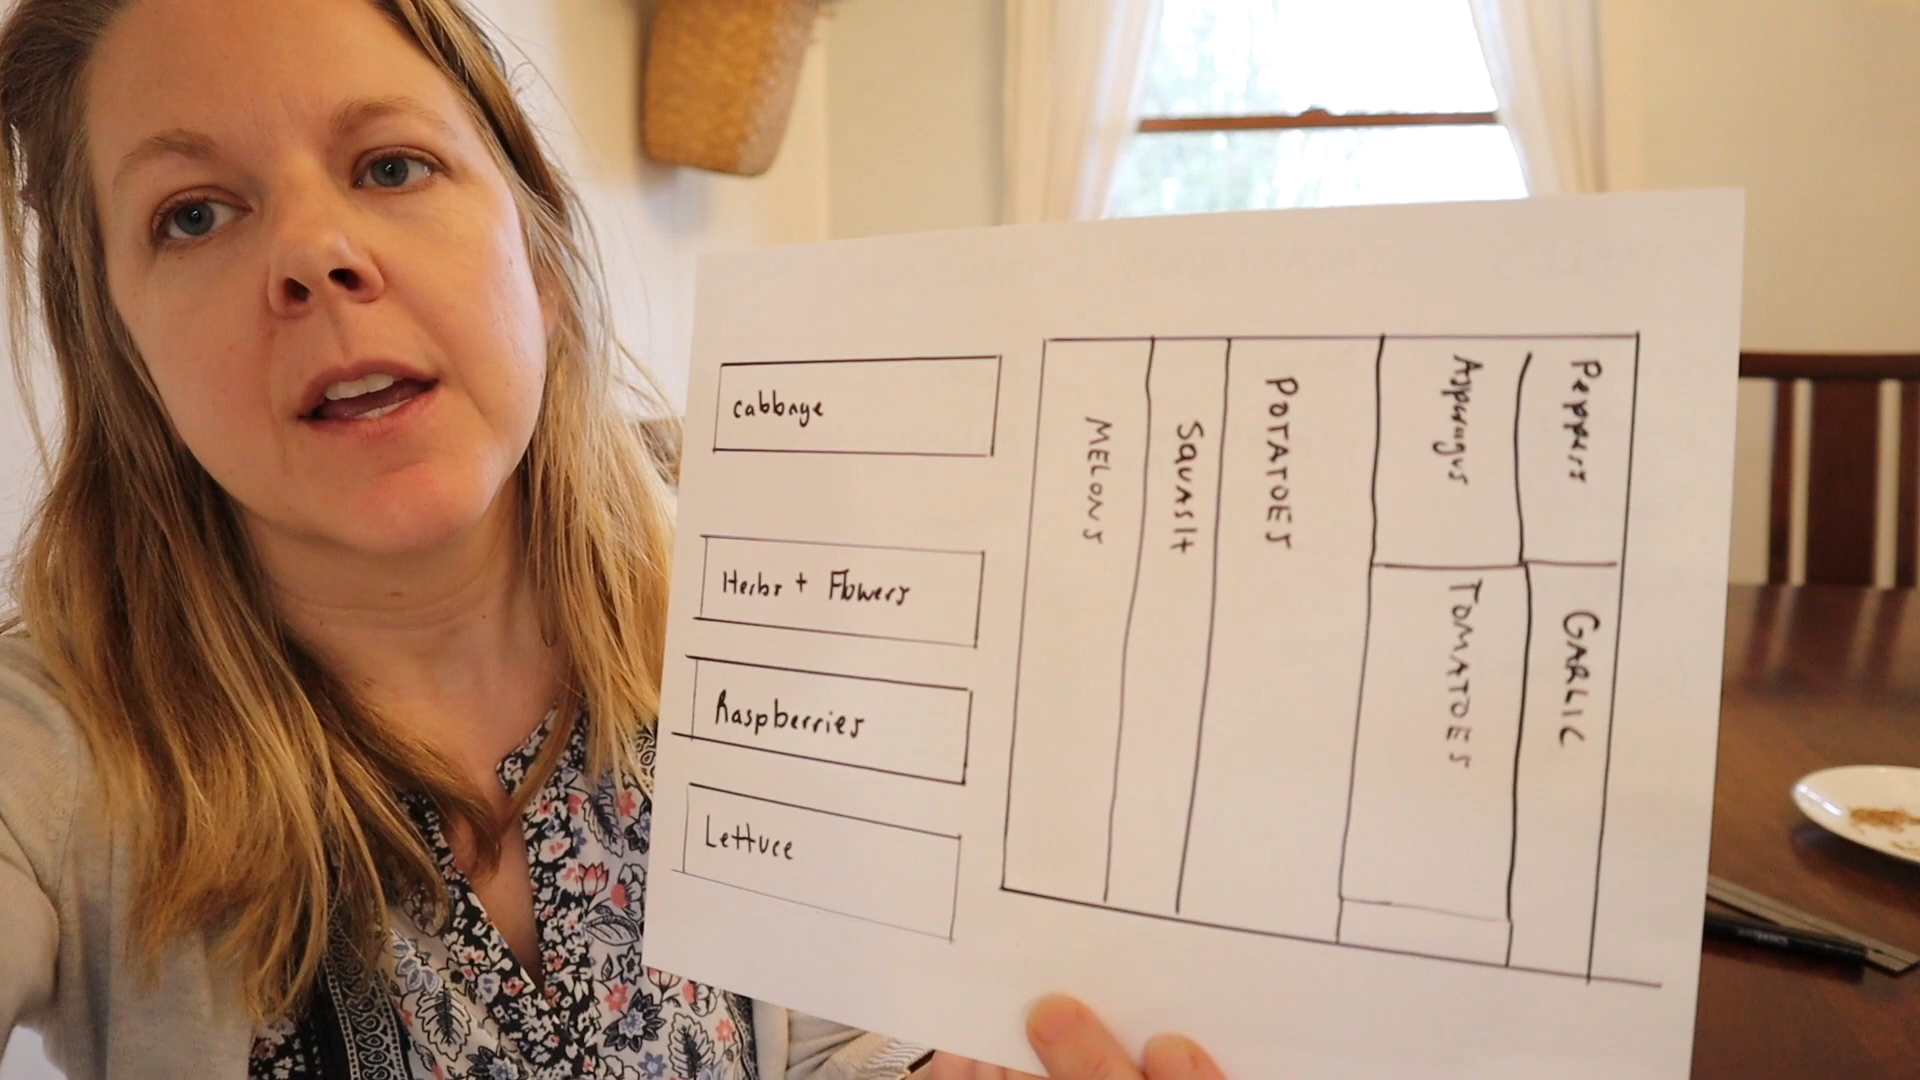 cabbage
Herbs + Flowers
Raspberries
Lettuce
MELONS
SQUASH
POTATOES
Asparagus
TOMATOES
Peppers
GARLIC